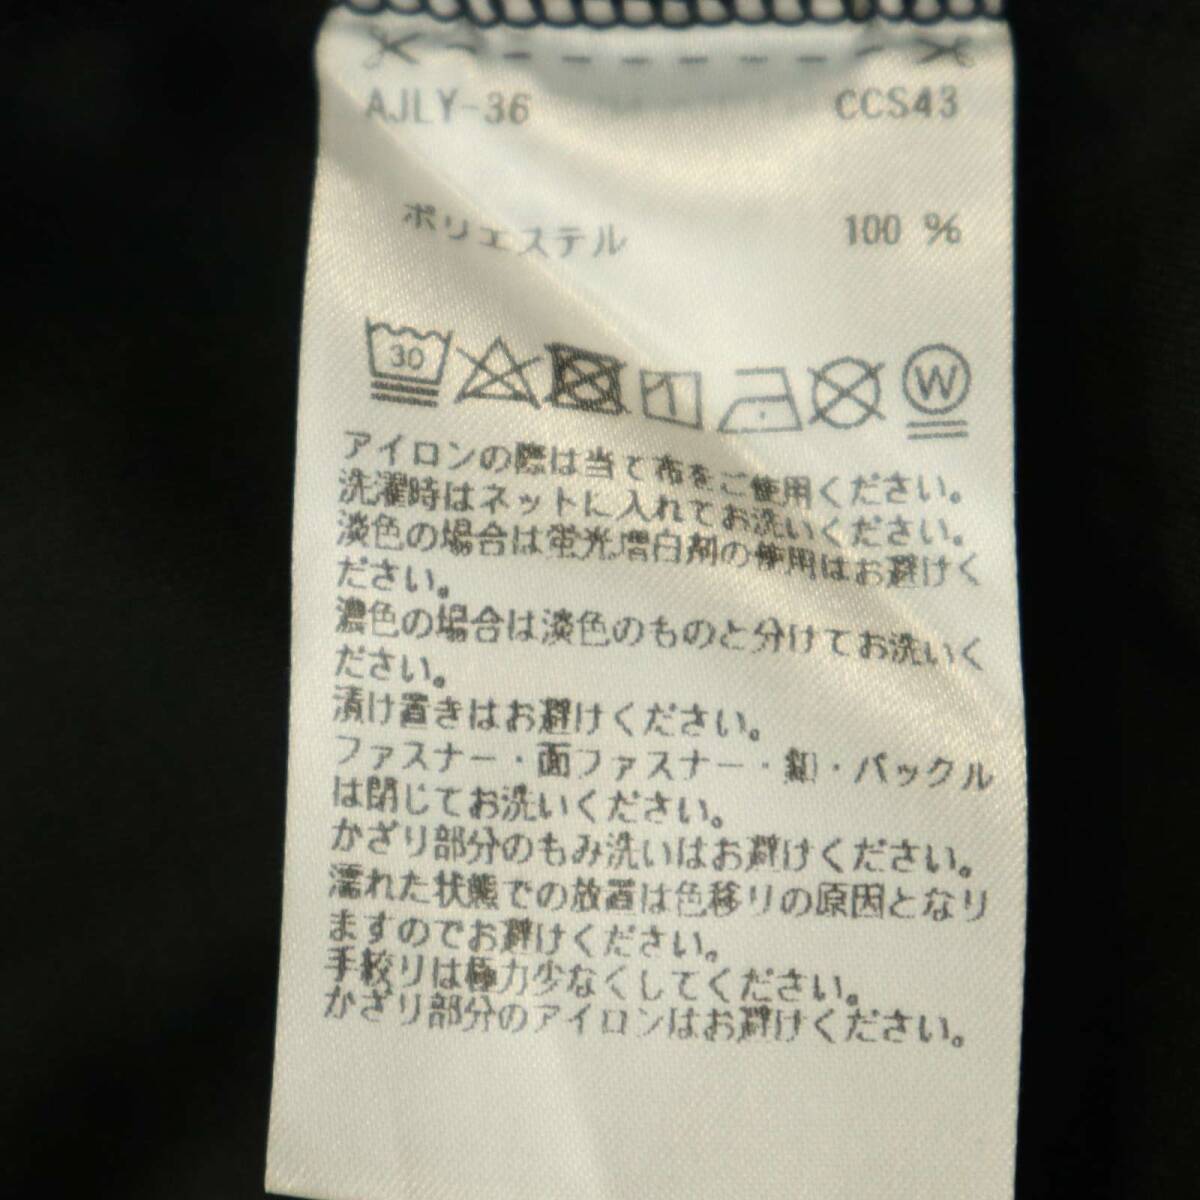 AJLY-36 CCS43
ポリエステル 100 %
30 W
アイロンの際は当て布をご使用ください。
洗濯時はネットに入れてお洗いください。
淡色の場合は蛍光増白剤の使用はお避けく
ださい。
濃色の場合は淡色のものと分けてお洗いく
ださい。
漬け置きはお避けください。
ファスナー・面ファスナー・釦・バックル
は閉じてお洗いください。
かざり部分のもみ洗いはお避けください。
濡れた状態での放置は色移りの原因となり
ますのでお避けください。
手絞りは極力少なくしてください。
かざり部分のアイロンはお避けください。